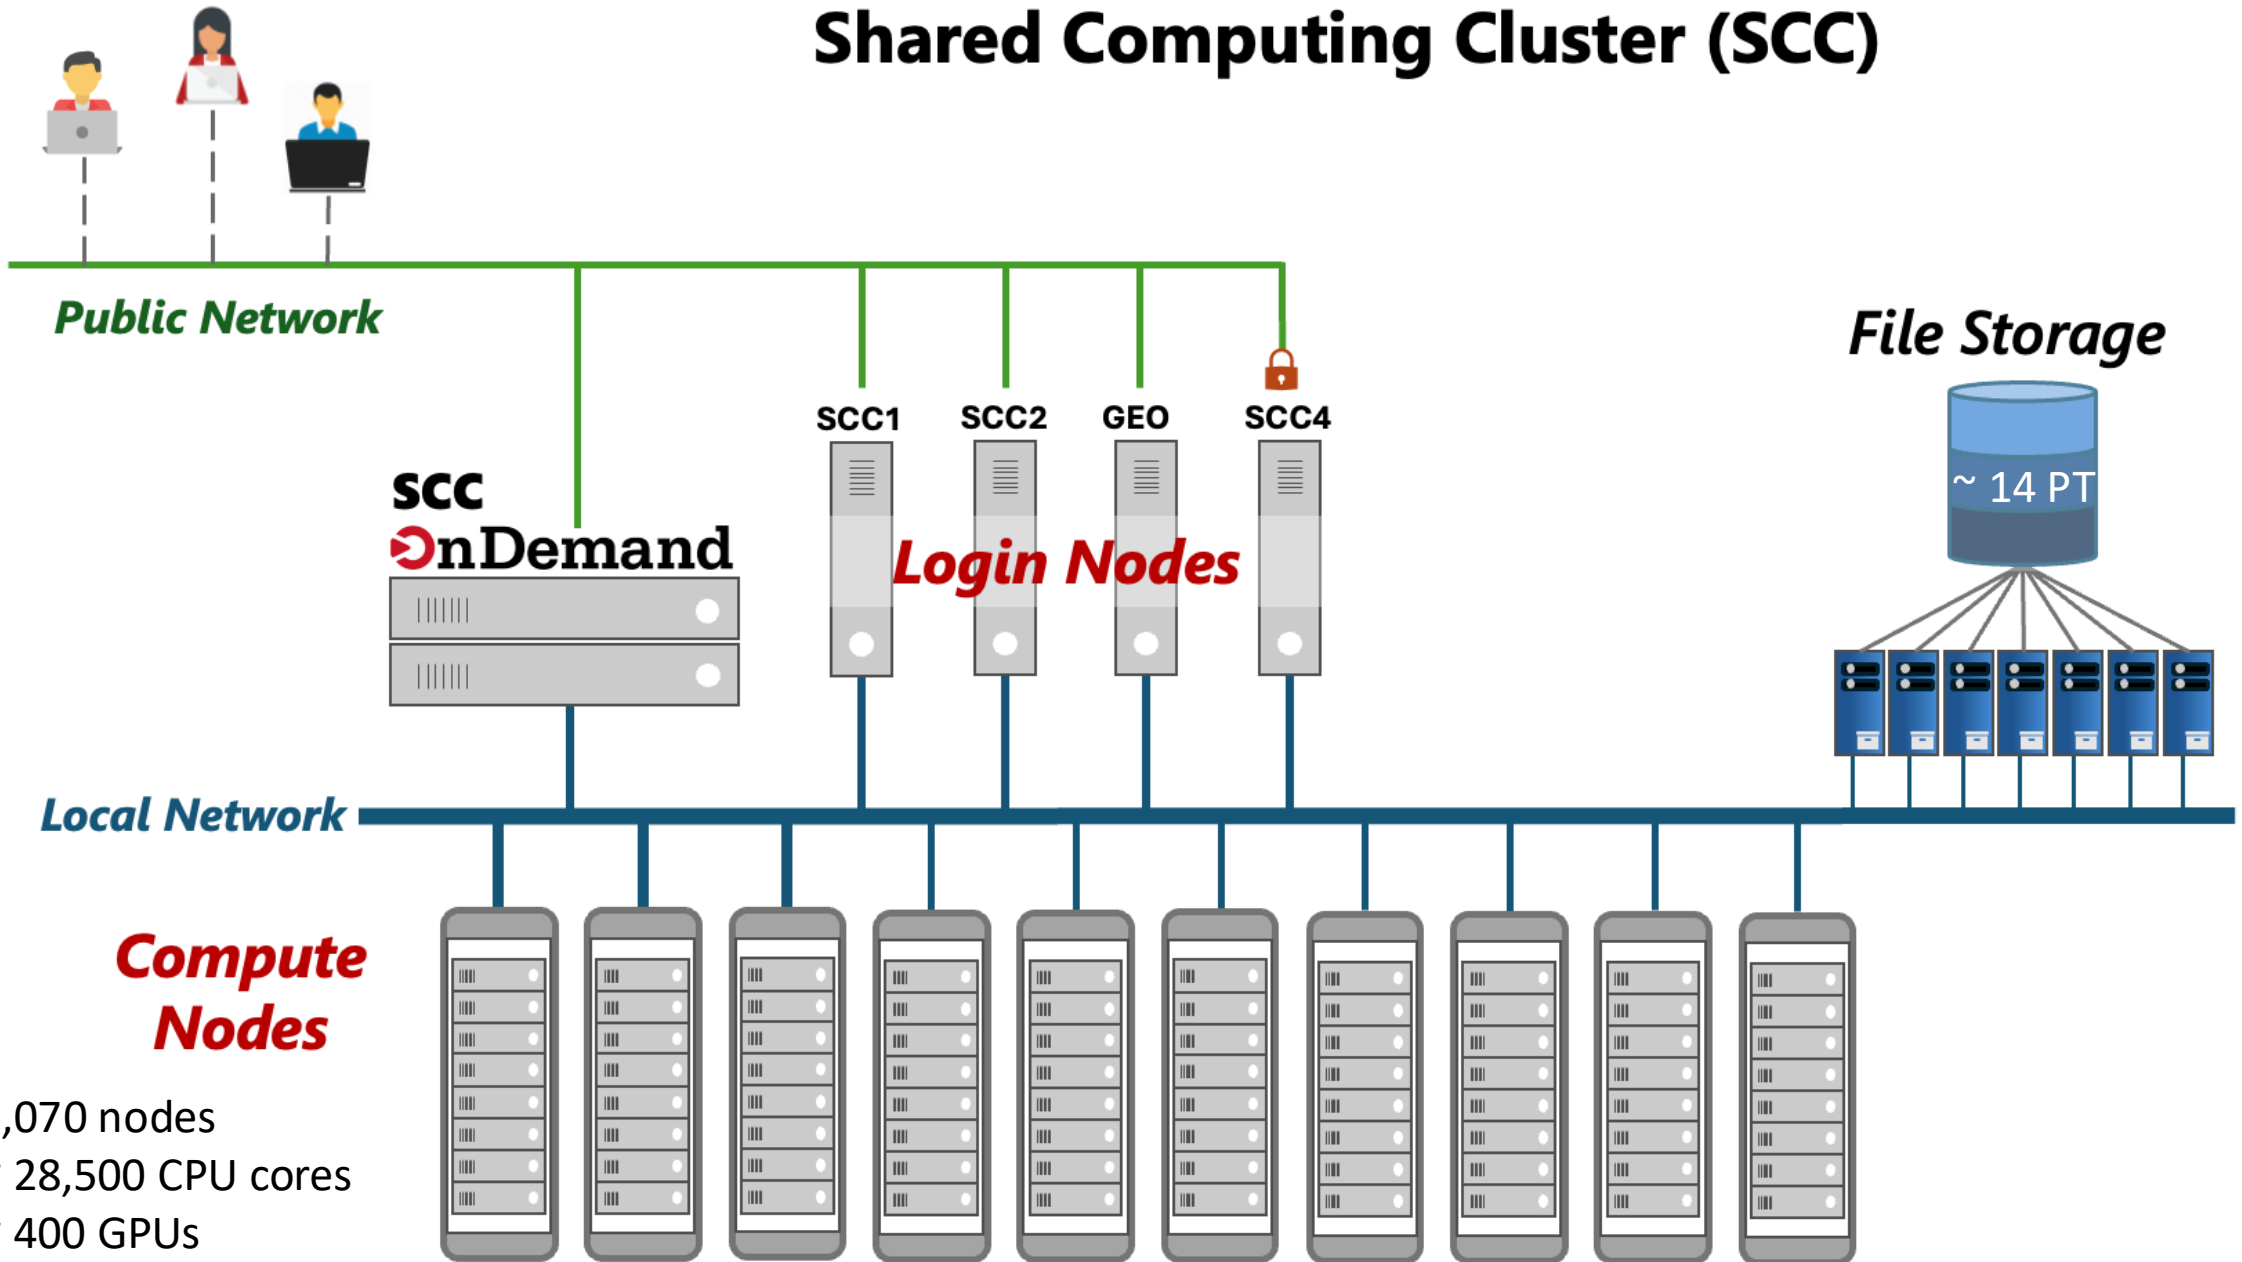 Shared Computing Cluster (SCC)
Public Network
File Storage
SCC1
SCC2
GEO
SCC4
~ 14 PT
scc
OnDemand
Login Nodes
Local Network
Compute
Nodes
,070 nodes
28,500 CPU cores
400 GPUs